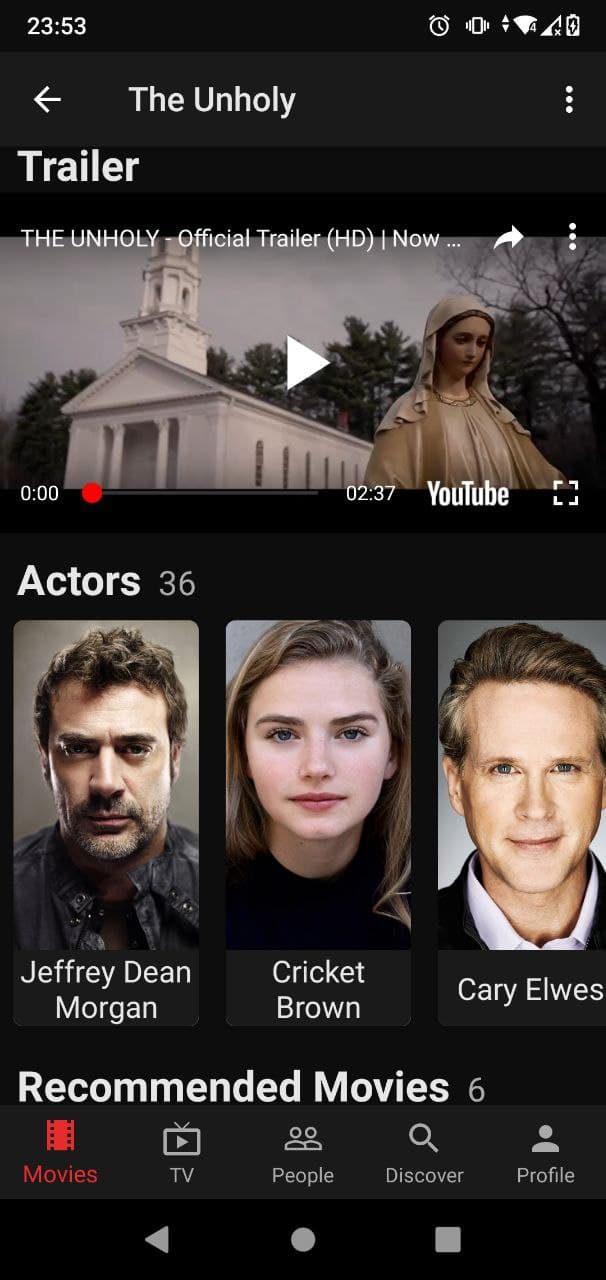 23:53
The Unholy
Trailer
THE UNHOLY - Official Trailer (HD) | Now ...
0:00
02:37
YouTube
Actors 36
Jeffrey Dean
Morgan
Cricket
Brown
Cary Elwes
Recommended Movies 6
Movies
TV
People
Discover
Profile